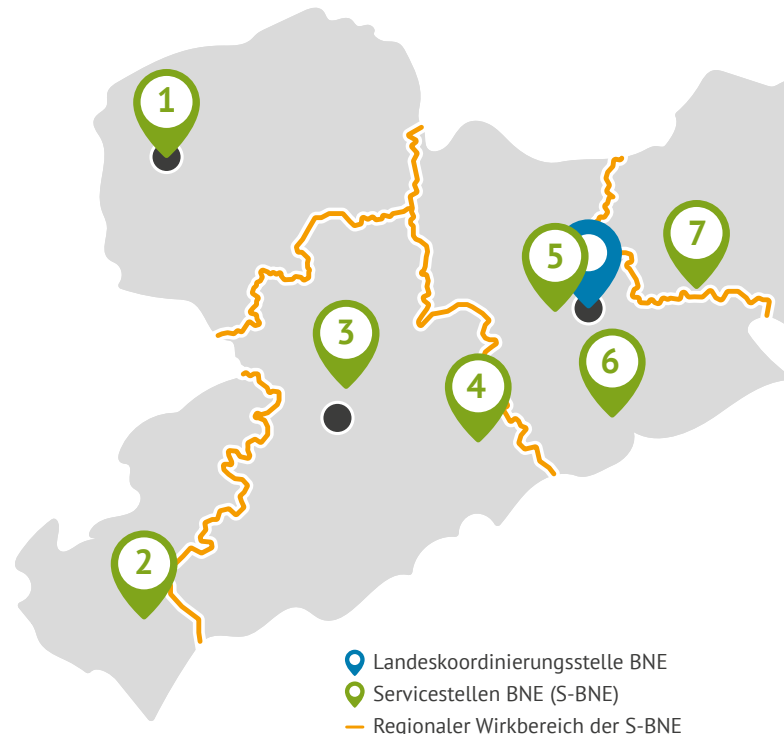 1
7
5
6
3
4
2
Landeskoordinierungsstelle BNE
Servicestellen BNE (S-BNE)
Regionaler Wirkbereich der S-BNE